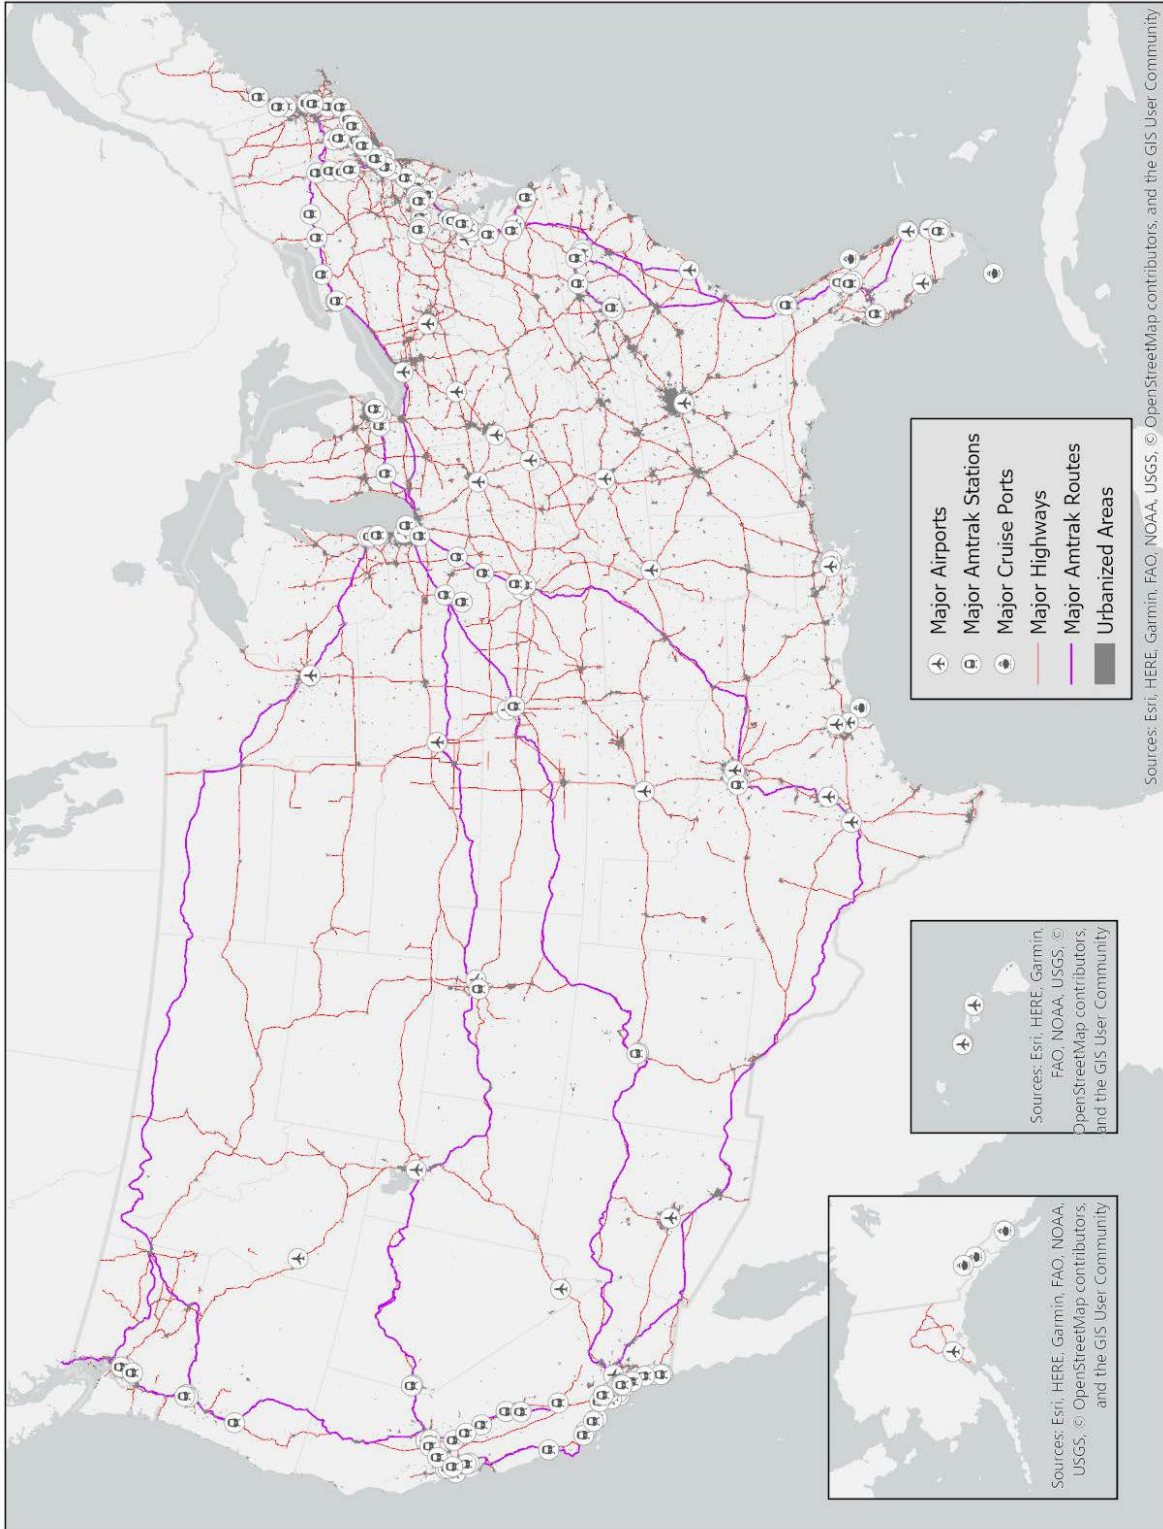 Major Airports
Major Amtrak Stations
Major Cruise Ports
Major Highways
Major Amtrak Routes
Urbanized Areas
Sources: Esri, HERE, Garmin, FAO, NOAA,
USGS, © OpenStreetMap contributors,
and the GIS User Community
Sources: Esri, HERE, Garmin,
FAO, NOAA, USGS, ©
OpenStreetMap contributors,
and the GIS User Community
Sources: Esri, HERE, Garmin, FAO, NOAA, USGS, © OpenStreetMap contributors, and the GIS User Community